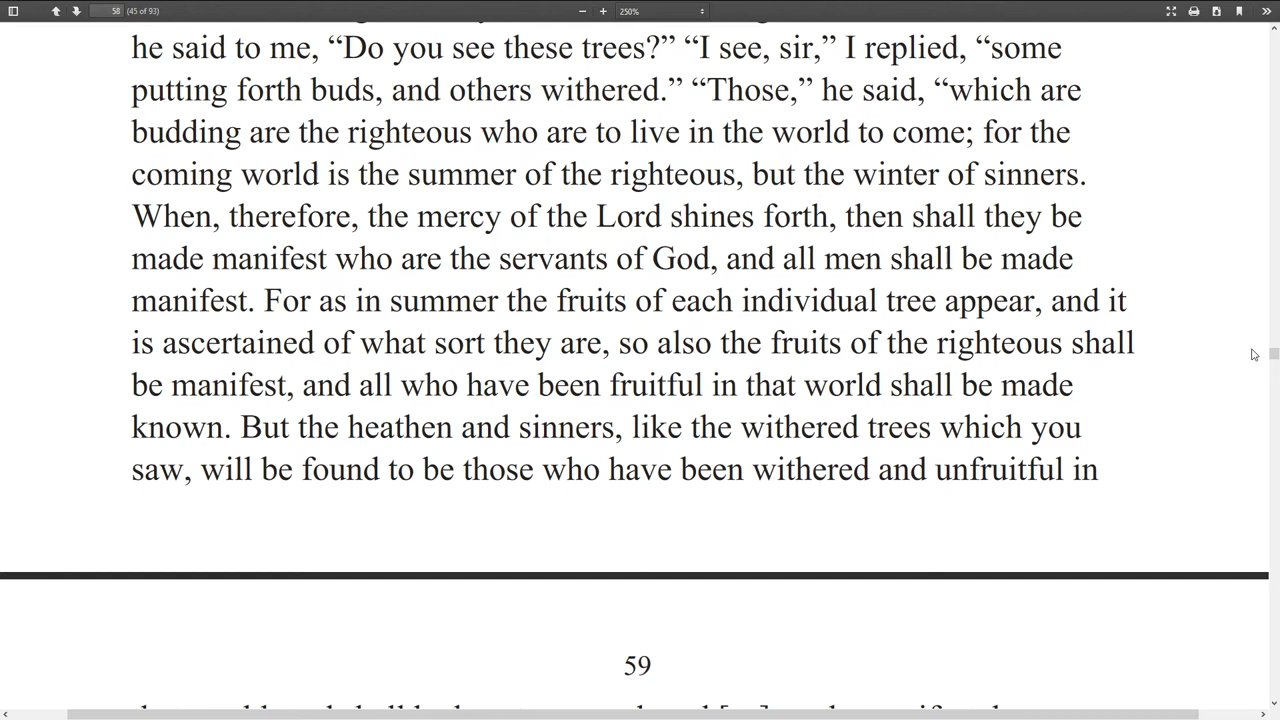 58 (45 of 93) 250%
he said to me, “Do you see these trees?” “I see, sir,” I replied, “some
putting forth buds, and others withered.” “Those,” he said, “which are
budding are the righteous who are to live in the world to come; for the
coming world is the summer of the righteous, but the winter of sinners.
When, therefore, the mercy of the Lord shines forth, then shall they be
made manifest who are the servants of God, and all men shall be made
manifest. For as in summer the fruits of each individual tree appear, and it
is ascertained of what sort they are, so also the fruits of the righteous shall
be manifest, and all who have been fruitful in that world shall be made
known. But the heathen and sinners, like the withered trees which you
saw, will be found to be those who have been withered and unfruitful in
59